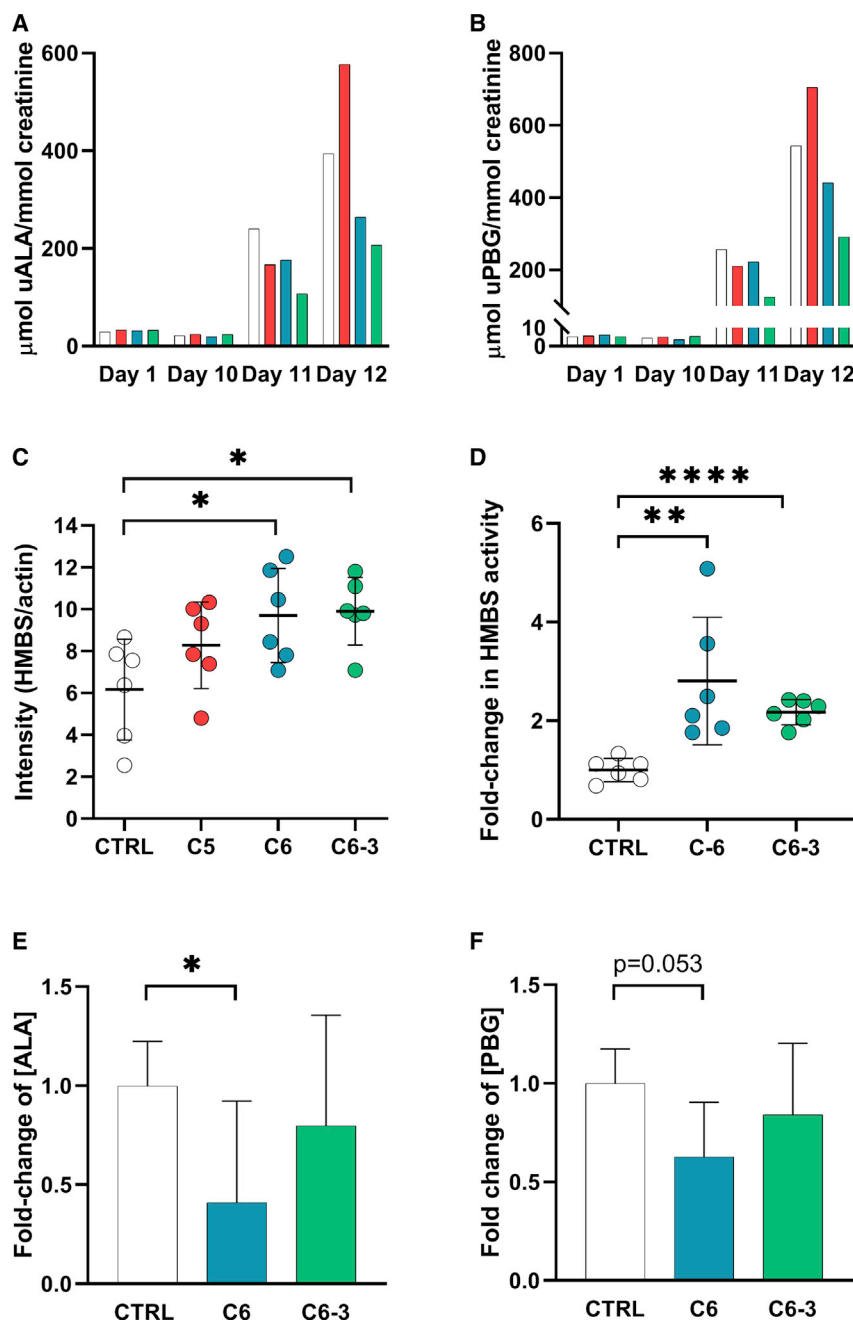 A
μmol uALA/mmol creatinine
600
400
200
0
Day 1 Day 10 Day 11 Day 12
B
μmol uPBG/mmol creatinine
800
600
400
200
10
0
Day 1 Day 10 Day 11 Day 12
C
Intensity (HMBS/actin)
*
*
14
12
10
8
6
4
2
0
CTRL C5 C6 C6-3
D
Fold-change in HMBS activity
****
**
6
4
2
0
CTRL C-6 C6-3
E
Fold-change of [ALA]
*
1.5
1.0
0.5
0.0
CTRL C6 C6-3
F
Fold change of [PBG]
p=0.053
1.5
1.0
0.5
0.0
CTRL C6 C6-3